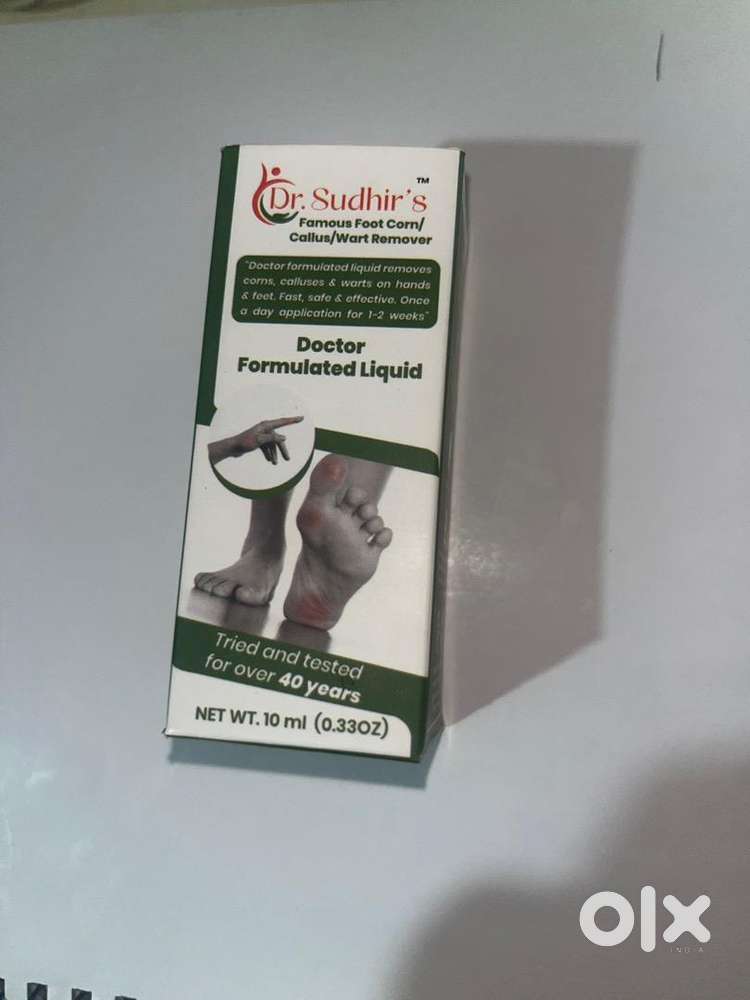 Dr. Sudhir's ™
Famous Foot Corn/
Callus/Wart Remover
"Doctor formulated liquid removes
corns, calluses & warts on hands
& feet. Fast, safe & effective. Once
a day application for 1-2 weeks"
Doctor
Formulated Liquid
Tried and tested
for over 40 years
NET WT. 10 ml (0.33OZ)
olx
INDIA